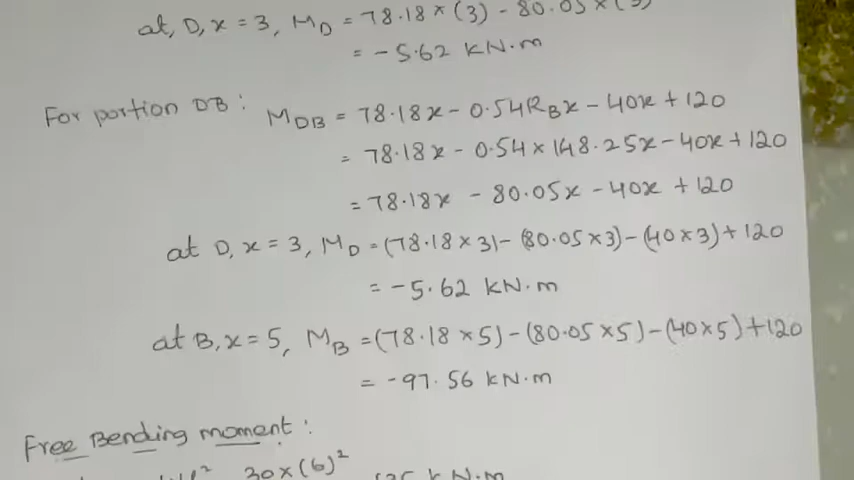 at, D, x = 3, M_D = 78.18 × (3) - 80.05 × (3)
= -5.62 KN.m
For portion DB : M_DB = 78.18x - 0.54R_Bx - 40x + 120
= 78.18x - 0.54 × 148.25x - 40x + 120
= 78.18x - 80.05x - 40x + 120
at D, x = 3, M_D = (78.18 × 3) - (80.05 × 3) - (40 × 3) + 120
= -5.62 KN.m
at B, x = 5, M_B = (78.18 × 5) - (80.05 × 5) - (40 × 5) + 120
= -97.56 KN.m
Free Bending moment :
30 × (6)² KN.m